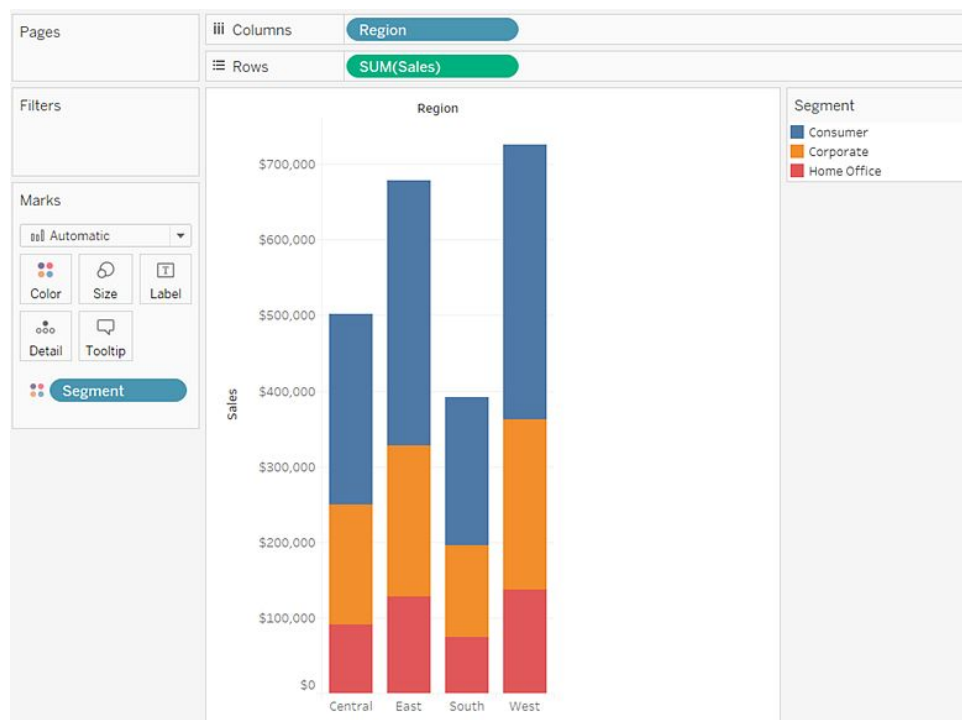 Pages
Columns Region
Rows SUM(Sales)
Filters
Marks
Automatic
Color Size Label
Detail Tooltip
Segment
Region
$700,000
$600,000
$500,000
$400,000
$300,000
$200,000
$100,000
$0
Sales
Central East South West
Segment
Consumer
Corporate
Home Office